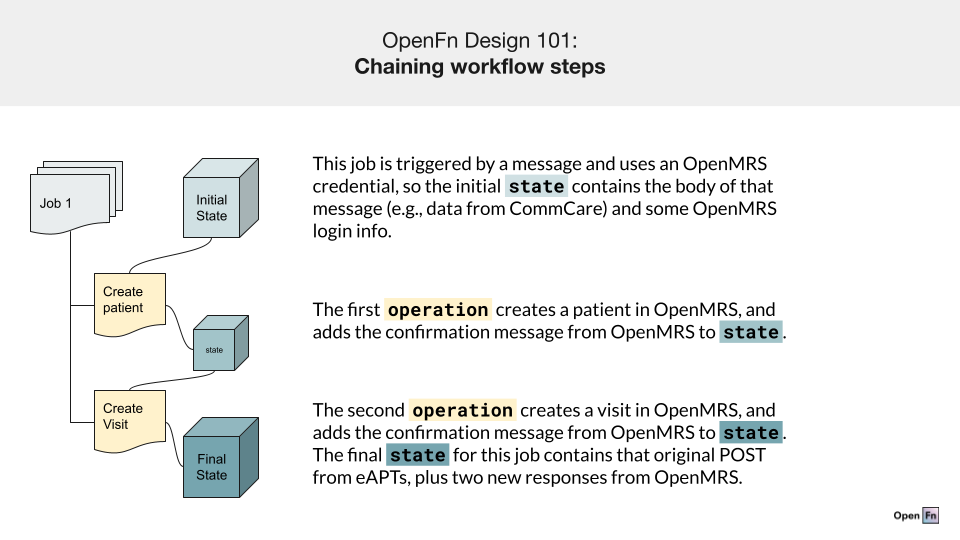 OpenFn Design 101:
Chaining workflow steps
Job 1
Initial
State
This job is triggered by a message and uses an OpenMRS
credential, so the initial state contains the body of that
message (e.g., data from CommCare) and some OpenMRS
login info.
Create
patient
state
The first operation creates a patient in OpenMRS, and
adds the confirmation message from OpenMRS to state.
Create
Visit
Final
State
The second operation creates a visit in OpenMRS, and
adds the confirmation message from OpenMRS to state.
The final state for this job contains that original POST
from eAPTs, plus two new responses from OpenMRS.
Open Fn